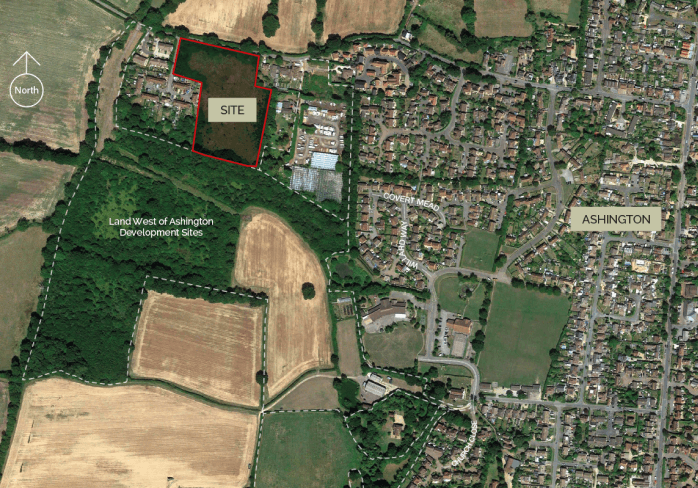 North
SITE
Land West of Ashington
Development Sites
ASHINGTON
COVERT MEAD